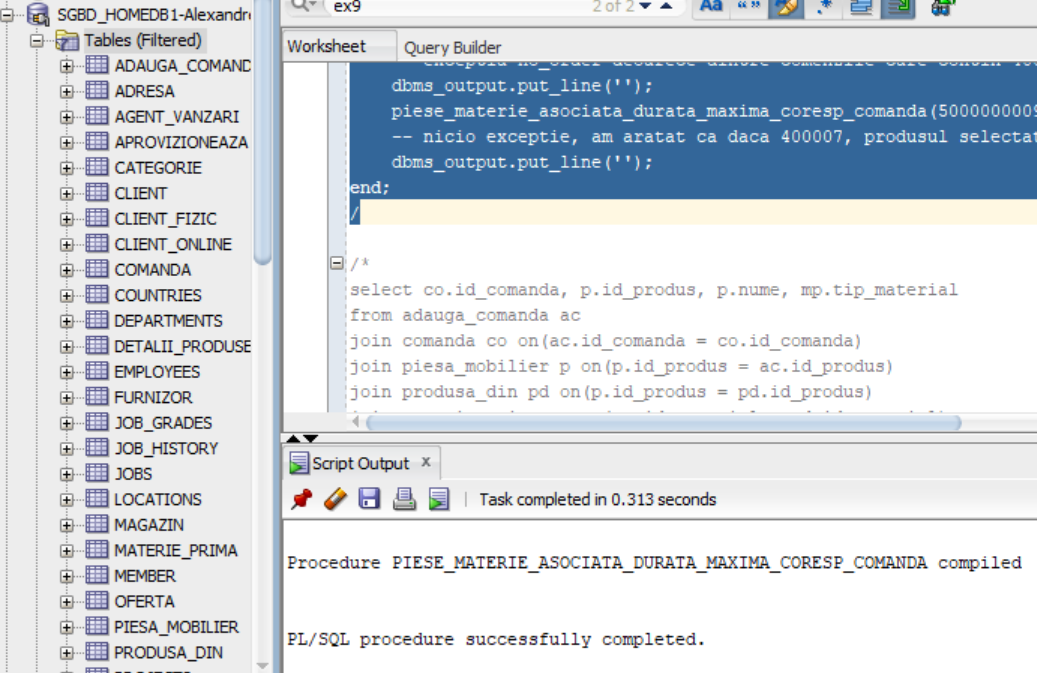 SGBD_HOMEDB1-Alexandr
Tables (Filtered)
ADAUGA_COMAND
ADRESA
AGENT_VANZARI
APROVIZIONEAZA
CATEGORIE
CLIENT
CLIENT_FIZIC
CLIENT_ONLINE
COMANDA
COUNTRIES
DEPARTMENTS
DETALII_PRODUSE
EMPLOYEES
FURNIZOR
JOB_GRADES
JOB_HISTORY
JOBS
LOCATIONS
MAGAZIN
MATERIE_PRIMA
MEMBER
OFERTA
PIESA_MOBILIER
PRODUSA_DIN
ex9 2 of 2 Aa “” .*
Worksheet Query Builder
dbms_output.put_line('');
piese_materie_asociata_durata_maxima_coresp_comanda(5000000009
-- nicio exceptie, am aratat ca daca 400007, produsul selectat
dbms_output.put_line('');
end;
/
/*
select co.id_comanda, p.id_produs, p.nume, mp.tip_material
from adauga_comanda ac
join comanda co on(ac.id_comanda = co.id_comanda)
join piesa_mobilier p on(p.id_produs = ac.id_produs)
join produsa_din pd on(p.id_produs = pd.id_produs)
Script Output x
Task completed in 0.313 seconds
Procedure PIESE_MATERIE_ASOCIATA_DURATA_MAXIMA_CORESP_COMANDA compiled
PL/SQL procedure successfully completed.